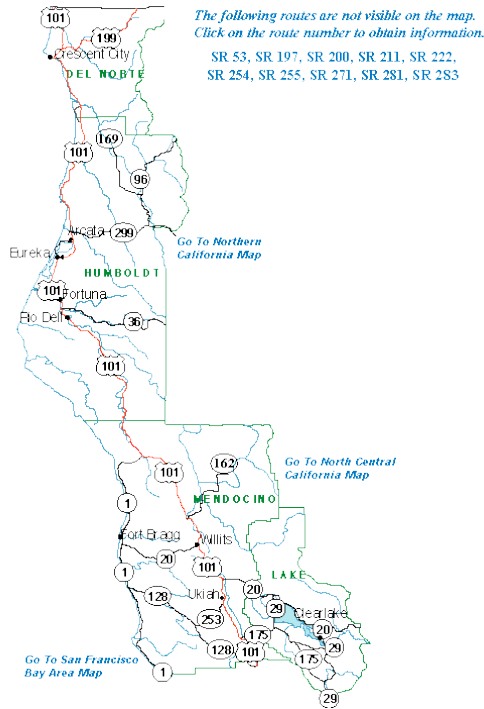 The following routes are not visible on the map.
Click on the route number to obtain information.
SR 53, SR 197, SR 200, SR 211, SR 222,
SR 254, SR 255, SR 271, SR 281, SR 283
101
199
Crescent City
DEL NORTE
169
101
96
Arcata
299
Go To Northern
California Map
Eureka
HUMBOLDT
101
Fortuna
Rio Dell
36
101
Go To North Central
California Map
162
101
MENDOCINO
1
Fort Bragg
Willits
20
101
LAKE
1
128
Ukiah
20
29
Clearlake
253
20
175
128
101
29
175
Go To San Francisco
Bay Area Map
1
29